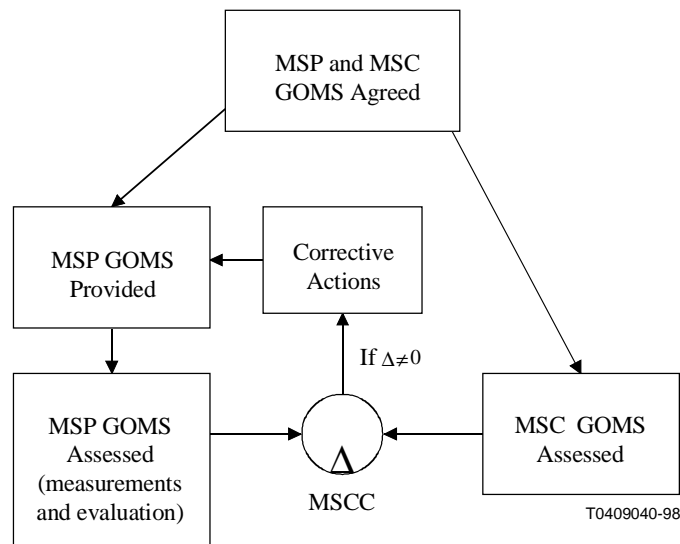 MSP and MSC
GOMS Agreed
MSP GOMS
Provided
Corrective
Actions
If Δ≠0
MSP GOMS
Assessed
(measurements
and evaluation)
Δ
MSCC
MSC GOMS
Assessed
T0409040-98